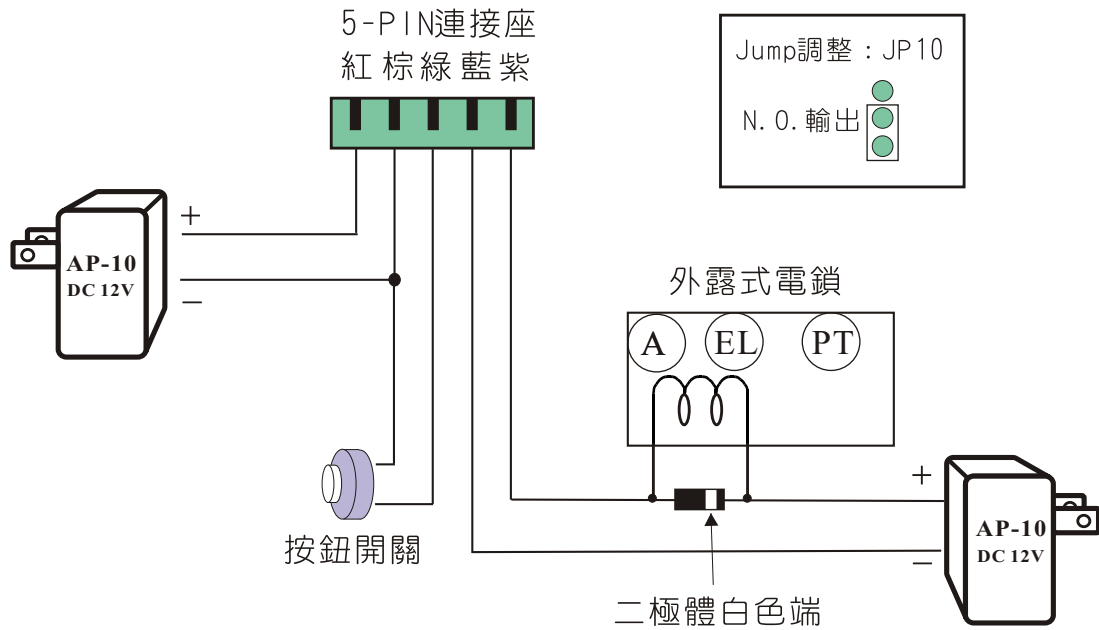 5-PIN連接座
紅棕綠藍紫
Jump調整：JP10
N.O.輸出
+
AP-10
DC 12V
−
外露式電鎖
A EL PT
按鈕開關
+
AP-10
DC 12V
−
二極體白色端